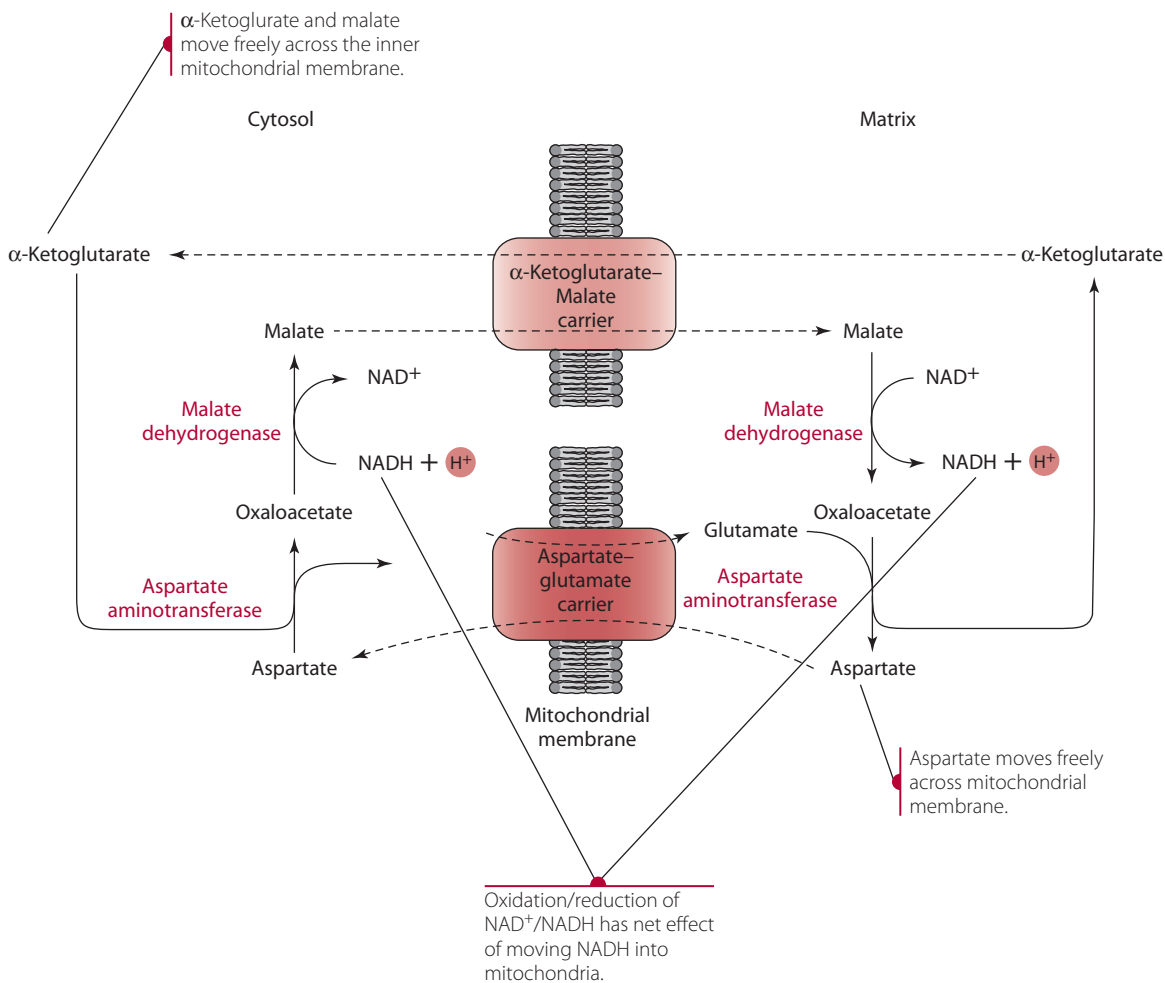 α-Ketoglurate and malate
move freely across the inner
mitochondrial membrane.
Cytosol
Matrix
α-Ketoglutarate
α-Ketoglutarate–
Malate
carrier
α-Ketoglutarate
Malate
Malate
NAD+
NAD+
Malate
dehydrogenase
Malate
dehydrogenase
NADH + H+
NADH + H+
Oxaloacetate
Oxaloacetate
Glutamate
Aspartate–
glutamate
carrier
Aspartate
aminotransferase
Aspartate
aminotransferase
Aspartate
Aspartate
Mitochondrial
membrane
Aspartate moves freely
across mitochondrial
membrane.
Oxidation/reduction of
NAD+/NADH has net effect
of moving NADH into
mitochondria.